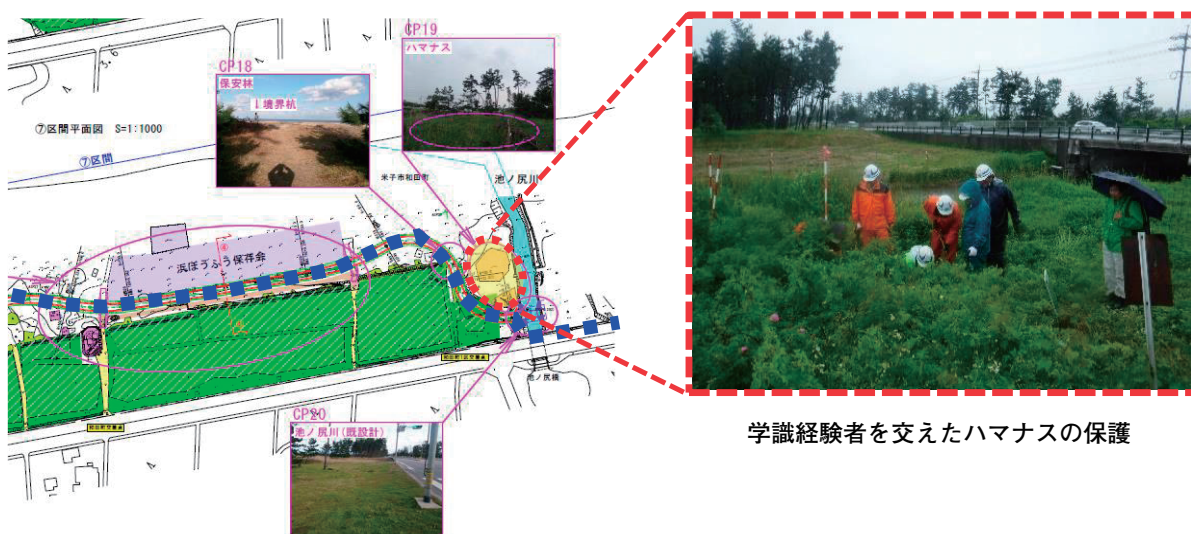 CP19
ハマナス
CP18
保安林
↓境界杭
3.6
⑦区間平面図 S=1:1000
⑦区間
米子市和田町
池ノ尻川
浜ぼうふう保存会
池ノ尻橋
CP20
池ノ尻川(既設計)
学識経験者を交えたハマナスの保護